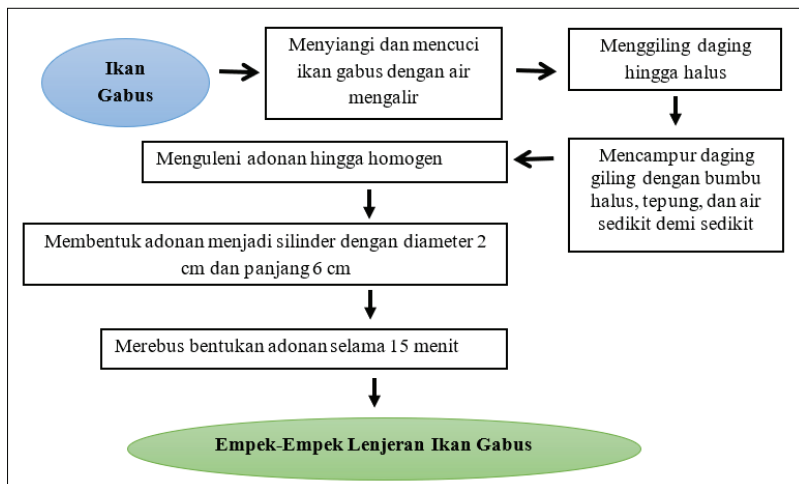 Ikan
Gabus
Menyiangi dan mencuci
ikan gabus dengan air
mengalir
Menggiling daging
hingga halus
Mencampur daging
giling dengan bumbu
halus, tepung, dan air
sedikit demi sedikit
Menguleni adonan hingga homogen
Membentuk adonan menjadi silinder dengan diameter 2
cm dan panjang 6 cm
Merebus bentukan adonan selama 15 menit
Empek-Empek Lenjeran Ikan Gabus